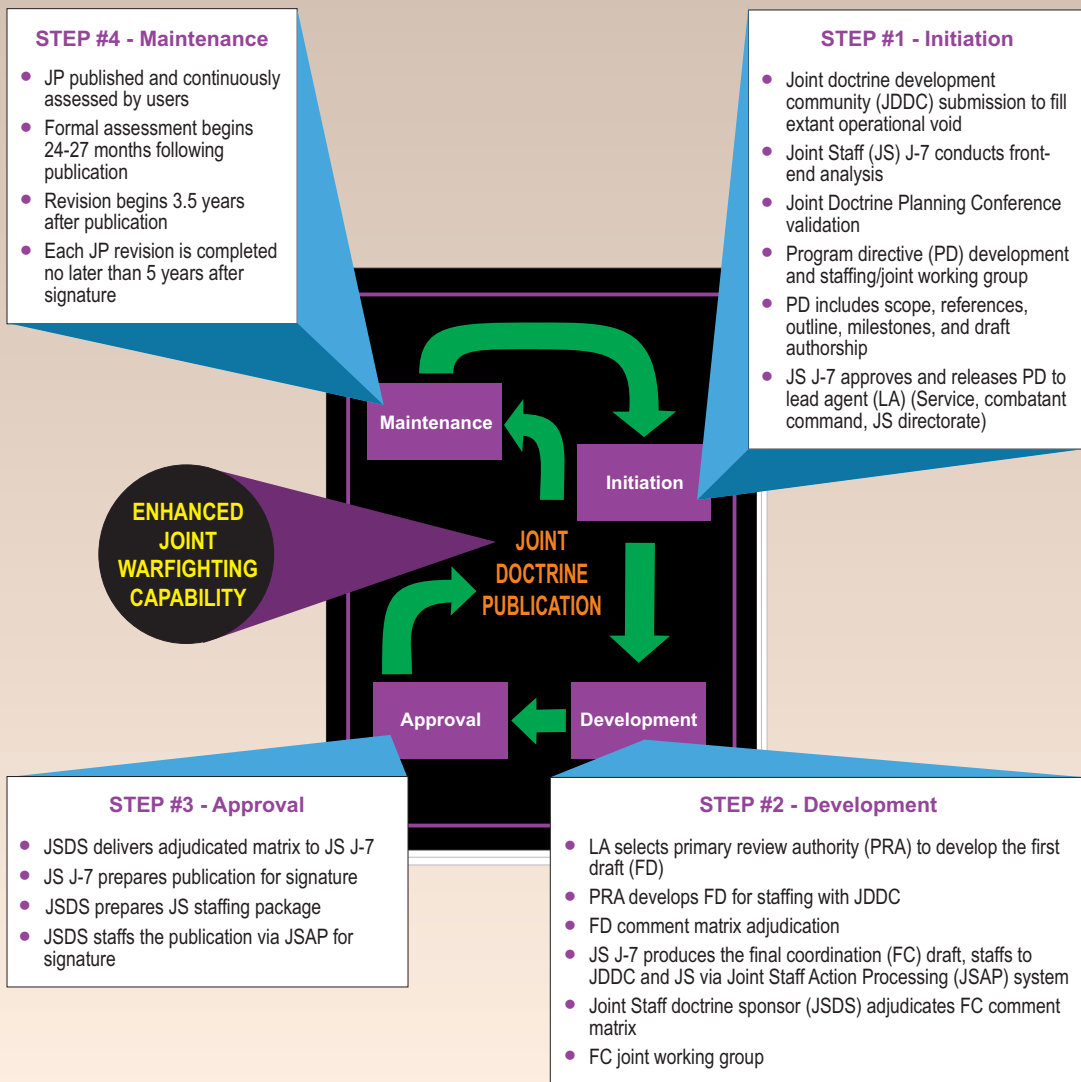 STEP #4 - Maintenance
• JP published and continuously
assessed by users
• Formal assessment begins
24-27 months following
publication
• Revision begins 3.5 years
after publication
• Each JP revision is completed
no later than 5 years after
signature
STEP #1 - Initiation
• Joint doctrine development
community (JDDC) submission to fill
extant operational void
• Joint Staff (JS) J-7 conducts front-
end analysis
• Joint Doctrine Planning Conference
validation
• Program directive (PD) development
and staffing/joint working group
• PD includes scope, references,
outline, milestones, and draft
authorship
• JS J-7 approves and releases PD to
lead agent (LA) (Service, combatant
command, JS directorate)
Maintenance
Initiation
ENHANCED
JOINT
WARFIGHTING
CAPABILITY
JOINT
DOCTRINE
PUBLICATION
Approval
Development
STEP #3 - Approval
• JSDS delivers adjudicated matrix to JS J-7
• JS J-7 prepares publication for signature
• JSDS prepares JS staffing package
• JSDS staffs the publication via JSAP for
signature
STEP #2 - Development
• LA selects primary review authority (PRA) to develop the first
draft (FD)
• PRA develops FD for staffing with JDDC
• FD comment matrix adjudication
• JS J-7 produces the final coordination (FC) draft, staffs to
JDDC and JS via Joint Staff Action Processing (JSAP) system
• Joint Staff doctrine sponsor (JSDS) adjudicates FC comment
matrix
• FC joint working group